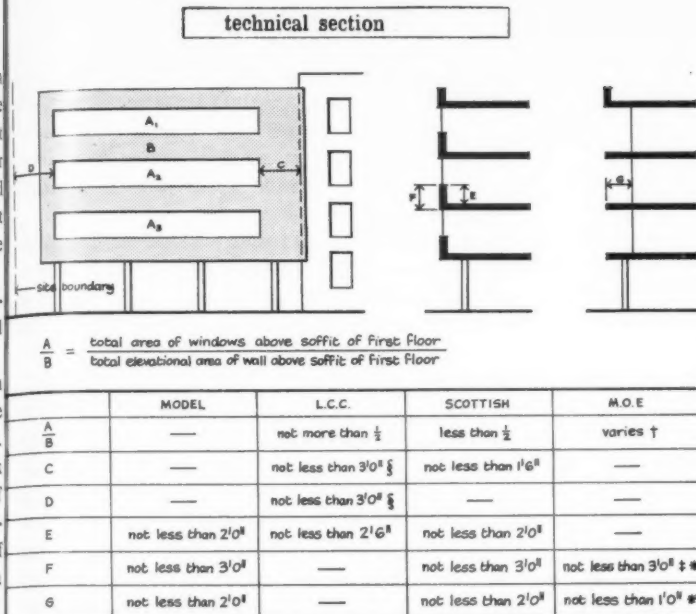 technical section
A₁
B
A₂
A₃
D
C
F
E
G
site boundary
A/B = total area of windows above soffit of first floor / total elevational area of wall above soffit of first floor
MODEL L.C.C. SCOTTISH M.O.E
A/B — not more than ½ less than ½ varies †
C — not less than 3'0" § not less than 1'6" —
D — not less than 3'0" § — —
E not less than 2'0" not less than 2'6" not less than 2'0" —
F not less than 3'0" not less than 3'0" not less than 3'0" ‡ *
G not less than 2'0" not less than 2'0" not less than 1'0" *